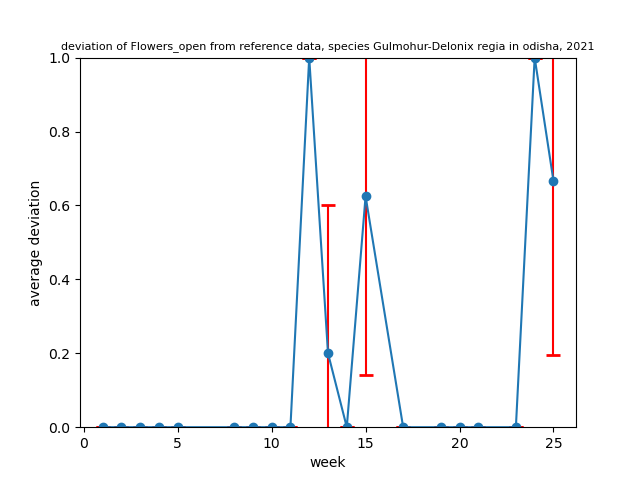 deviation of Flowers_open from reference data, species Gulmohur-Delonix regia in odisha, 2021
1.0
0.8
0.6
0.4
0.2
0.0
average deviation
0 5 10 15 20 25
week